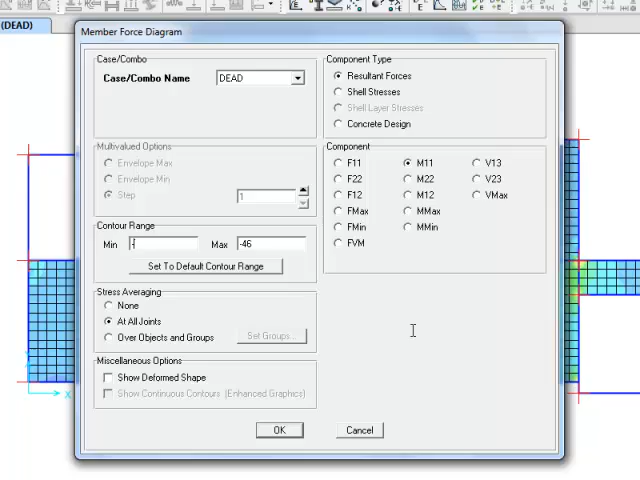 (DEAD)
Member Force Diagram
Case/Combo
Case/Combo Name DEAD
Multivalued Options
Envelope Max
Envelope Min
Step 1
Contour Range
Min - Max -46
Set To Default Contour Range
Stress Averaging
None
At All Joints
Over Objects and Groups Set Groups...
Miscellaneous Options
Show Deformed Shape
Show Continuous Contours (Enhanced Graphics)
Component Type
Resultant Forces
Shell Stresses
Shell Layer Stresses
Concrete Design
Component
F11 M11 V13
F22 M22 V23
F12 M12 VMax
FMax MMax
FMin MMin
FVM
OK Cancel
X